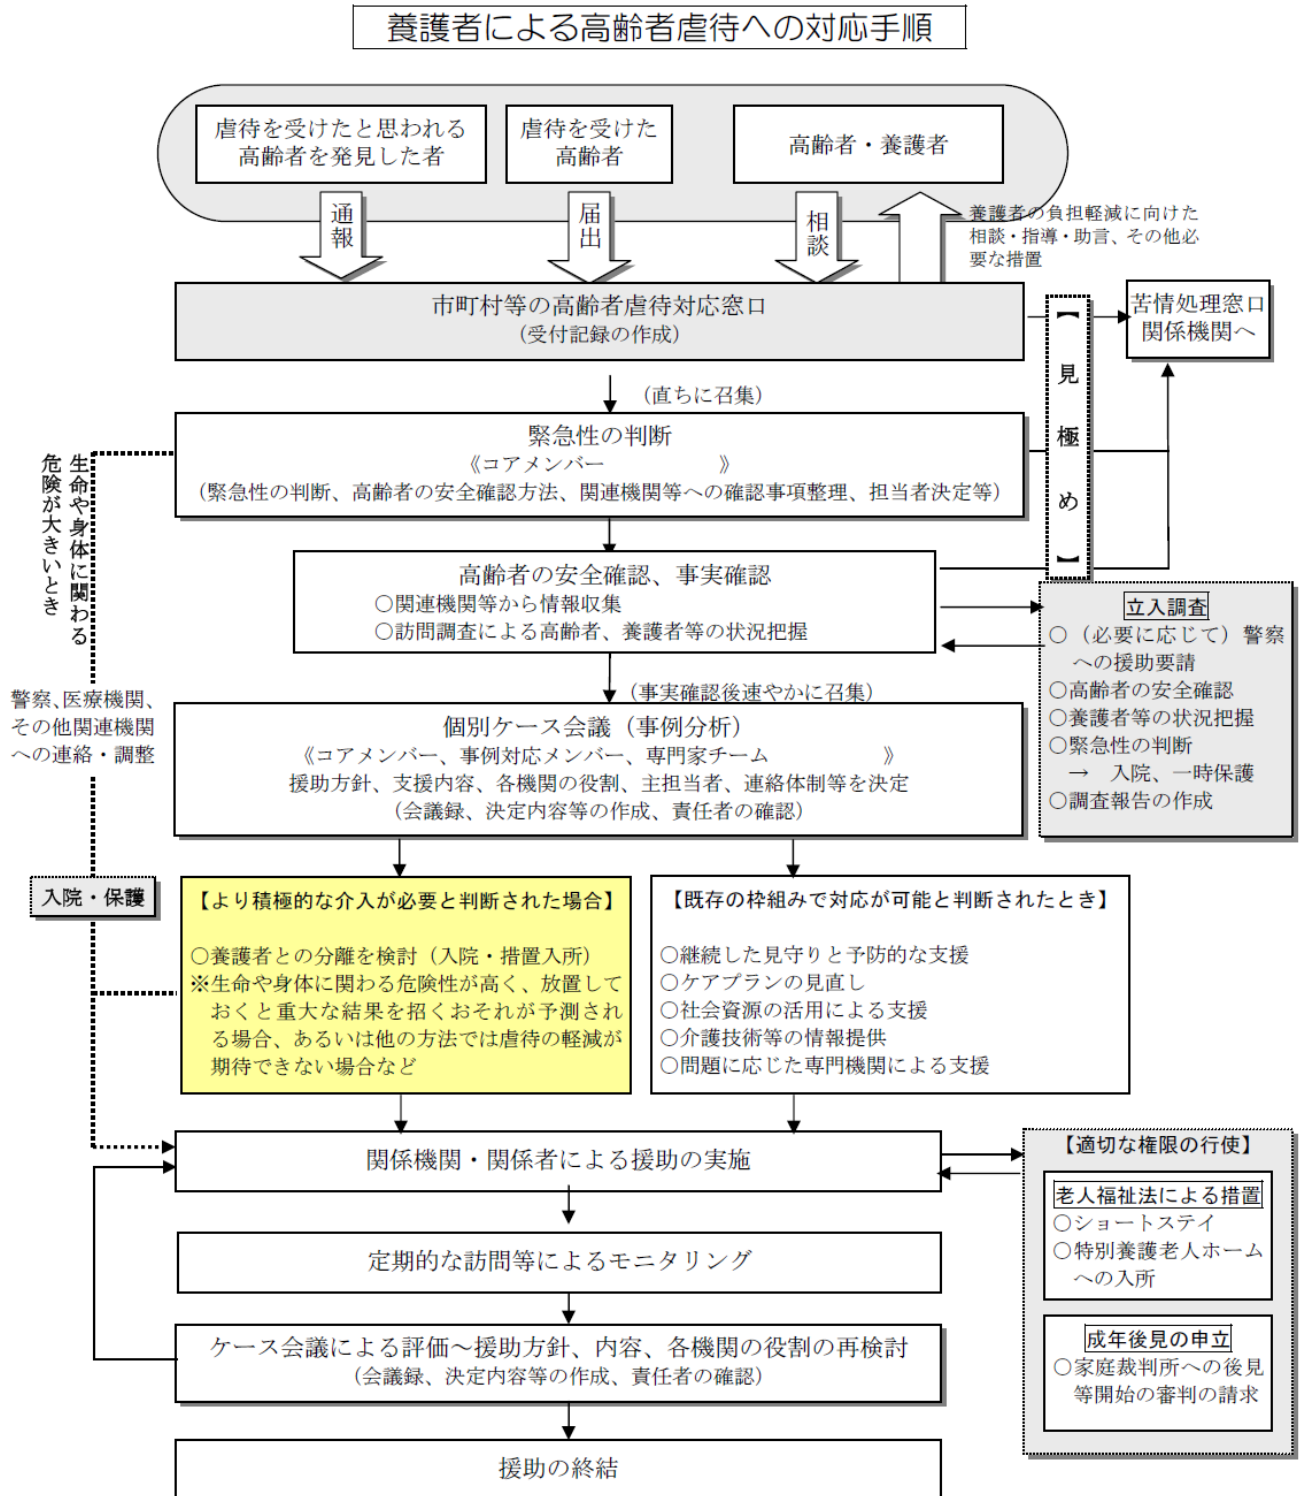 養護者による高齢者虐待への対応手順
虐待を受けたと思われる
高齢者を発見した者
虐待を受けた
高齢者
高齢者・養護者
通報
届出
相談
養護者の負担軽減に向けた
相談・指導・助言、その他必
要な措置
市町村等の高齢者虐待対応窓口
（受付記録の作成）
【見極め】
苦情処理窓口
関係機関へ
（直ちに召集）
緊急性の判断
《コアメンバー　　　　　》
（緊急性の判断、高齢者の安全確認方法、関連機関等への確認事項整理、担当者決定等）
生命や身体に関わる
危険が大きいとき
高齢者の安全確認、事実確認
○関連機関等から情報収集
○訪問調査による高齢者、養護者等の状況把握
立入調査
○（必要に応じて）警察
への援助要請
○高齢者の安全確認
○養護者等の状況把握
○緊急性の判断
→　入院、一時保護
○調査報告の作成
警察、医療機関、
その他関連機関
への連絡・調整
（事実確認後速やかに召集）
個別ケース会議（事例分析）
《コアメンバー、事例対応メンバー、専門家チーム　　　　　　》
援助方針、支援内容、各機関の役割、主担当者、連絡体制等を決定
（会議録、決定内容等の作成、責任者の確認）
入院・保護
【より積極的な介入が必要と判断された場合】
○養護者との分離を検討（入院・措置入所）
※生命や身体に関わる危険性が高く、放置して
おくと重大な結果を招くおそれが予測され
る場合、あるいは他の方法では虐待の軽減が
期待できない場合など
【既存の枠組みで対応が可能と判断されたとき】
○継続した見守りと予防的な支援
○ケアプランの見直し
○社会資源の活用による支援
○介護技術等の情報提供
○問題に応じた専門機関による支援
関係機関・関係者による援助の実施
【適切な権限の行使】
老人福祉法による措置
○ショートステイ
○特別養護老人ホーム
への入所
成年後見の申立
○家庭裁判所への後見
等開始の審判の請求
定期的な訪問等によるモニタリング
ケース会議による評価～援助方針、内容、各機関の役割の再検討
（会議録、決定内容等の作成、責任者の確認）
援助の終結